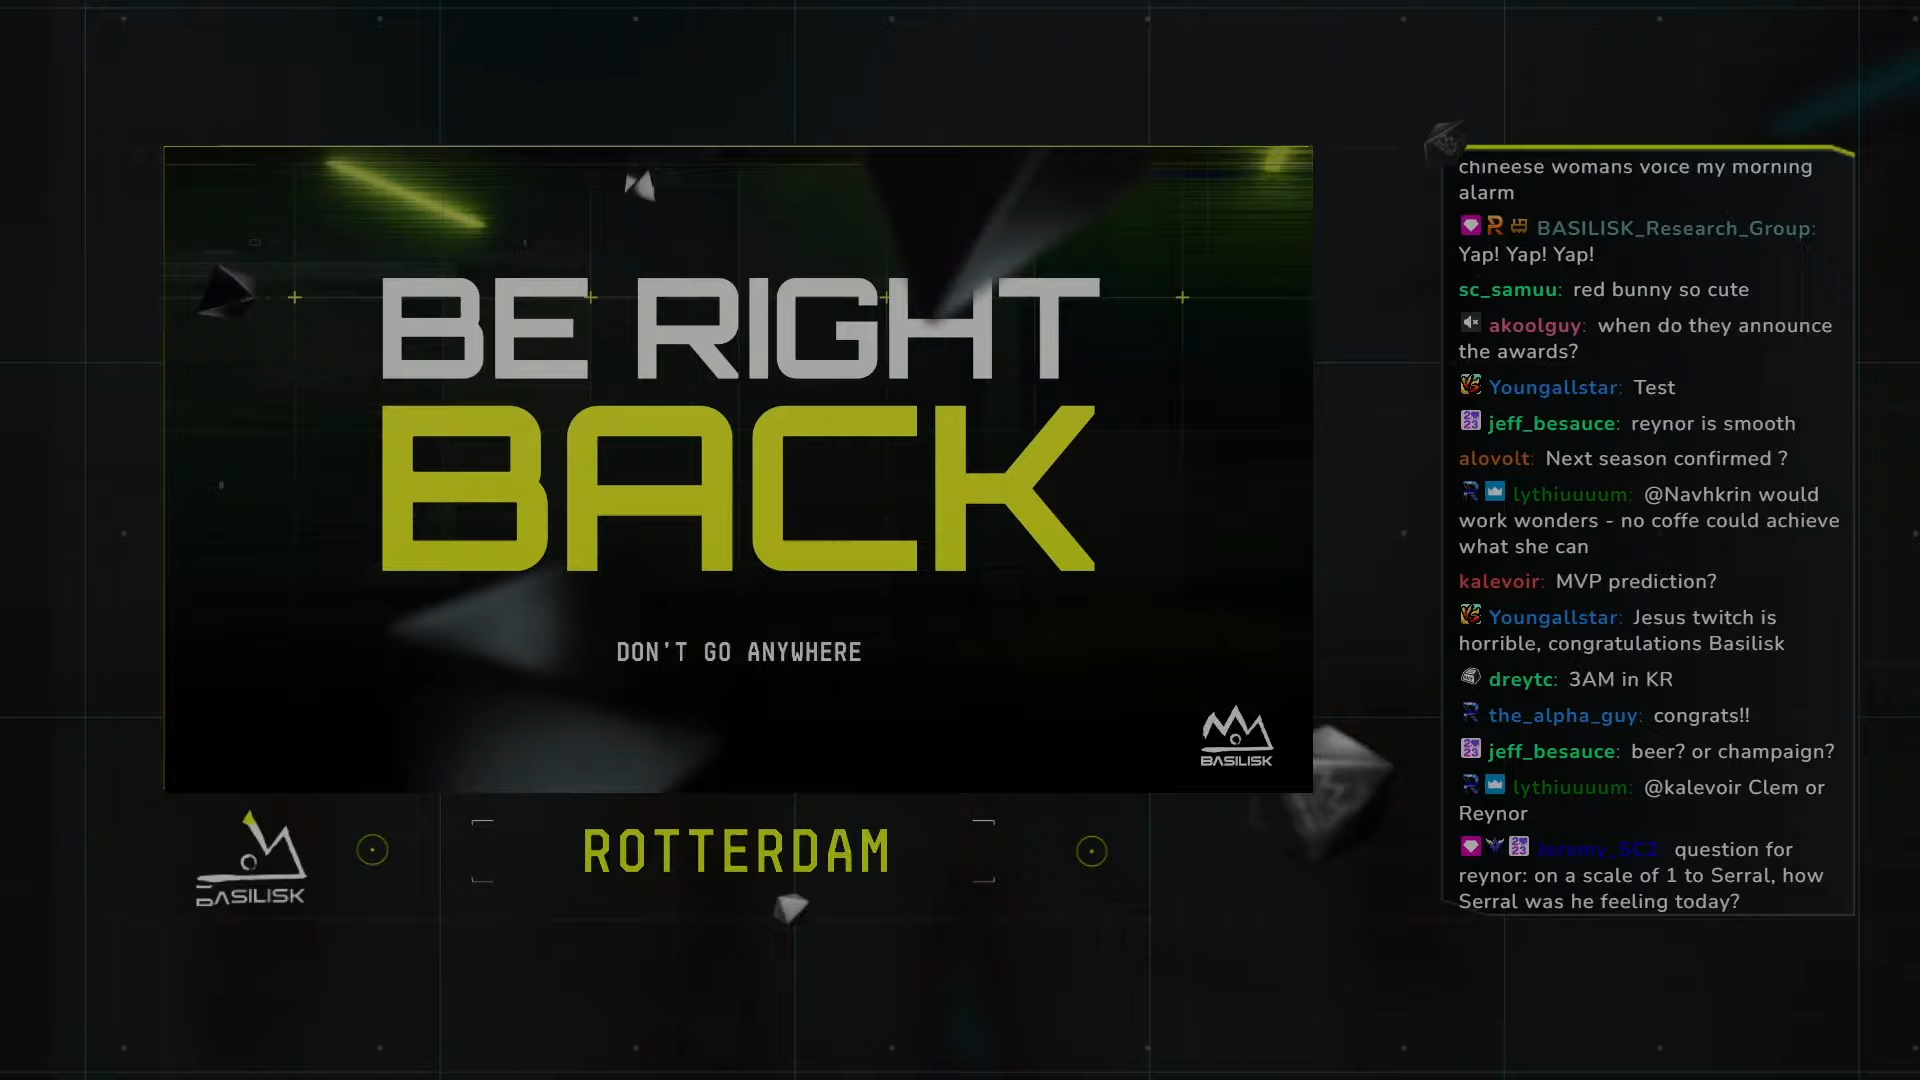 BE RIGHT
BACK
DON'T GO ANYWHERE
BASILISK
BASILISK
ROTTERDAM
chineese womans voice my morning
alarm
BASILISK_Research_Group:
Yap! Yap! Yap!
sc_samuu: red bunny so cute
akoolguy: when do they announce
the awards?
Youngallstar: Test
jeff_besauce: reynor is smooth
alovolt: Next season confirmed ?
lythiuuuum: @Navhkrin would
work wonders - no coffe could achieve
what she can
kalevoir: MVP prediction?
Youngallstar: Jesus twitch is
horrible, congratulations Basilisk
dreytc: 3AM in KR
the_alpha_guy: congrats!!
jeff_besauce: beer? or champaign?
lythiuuuum: @kalevoir Clem or
Reynor
Jeremy_SC2: question for
reynor: on a scale of 1 to Serral, how
Serral was he feeling today?